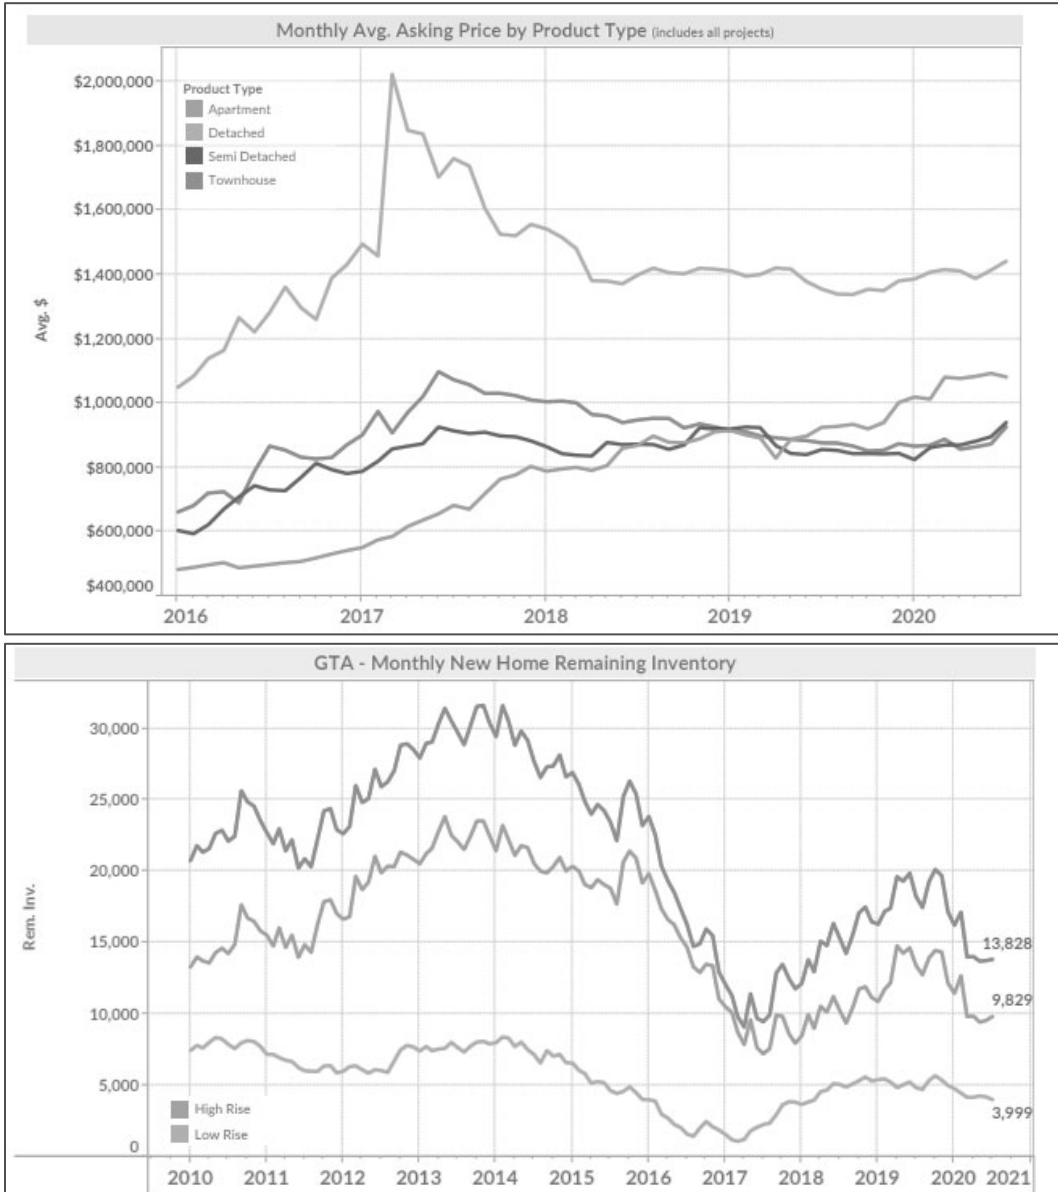 Monthly Avg. Asking Price by Product Type (includes all projects)
$2,000,000
Product Type
Apartment
Detached
Semi Detached
Townhouse
$1,800,000
$1,600,000
$1,400,000
Avg. $
$1,200,000
$1,000,000
$800,000
$600,000
$400,000
2016 2017 2018 2019 2020
GTA - Monthly New Home Remaining Inventory
30,000
25,000
20,000
Rem. Inv.
15,000
13,828
10,000
9,829
5,000
3,999
High Rise
Low Rise
0
2010 2011 2012 2013 2014 2015 2016 2017 2018 2019 2020 2021